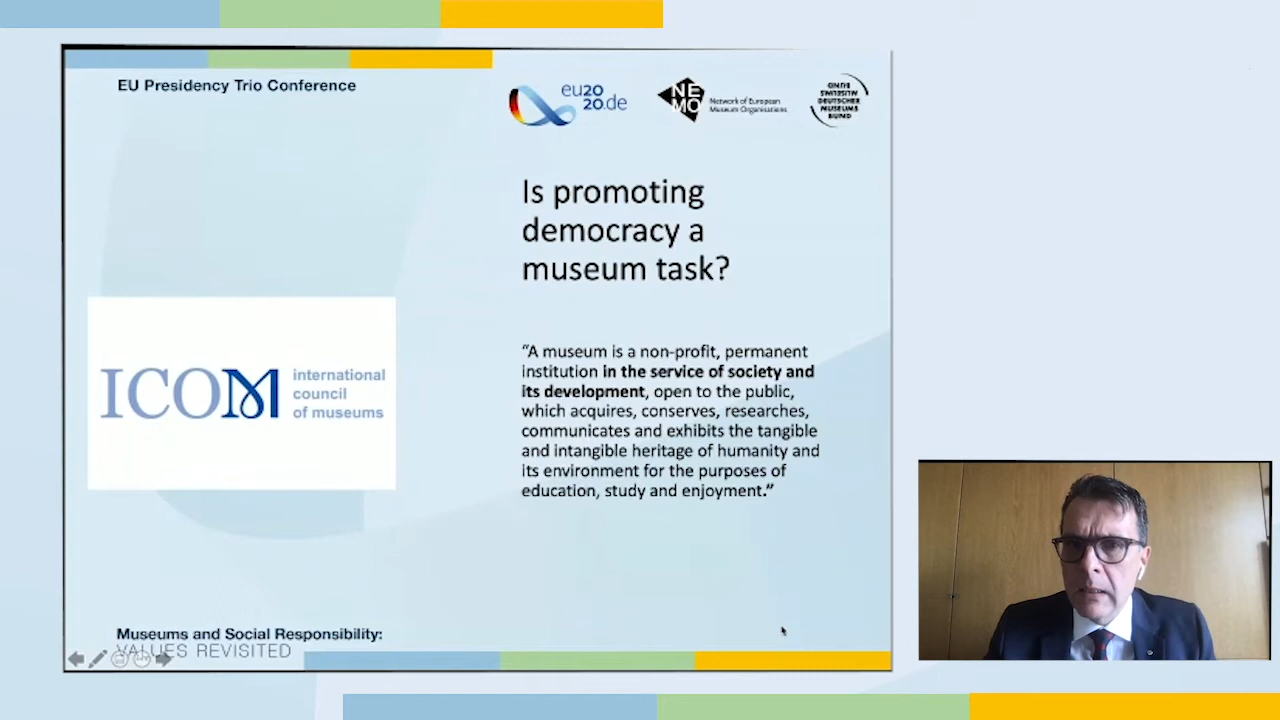 EU Presidency Trio Conference
eu20
20.de
NE
MO
Network of European
Museum Organisations
DEUTSCHER
MUSEUMS
BUND
Is promoting
democracy a
museum task?
ICOM
international
council
of museums
“A museum is a non-profit, permanent
institution in the service of society and
its development, open to the public,
which acquires, conserves, researches,
communicates and exhibits the tangible
and intangible heritage of humanity and
its environment for the purposes of
education, study and enjoyment.”
Museums and Social Responsibility:
VALUES REVISITED